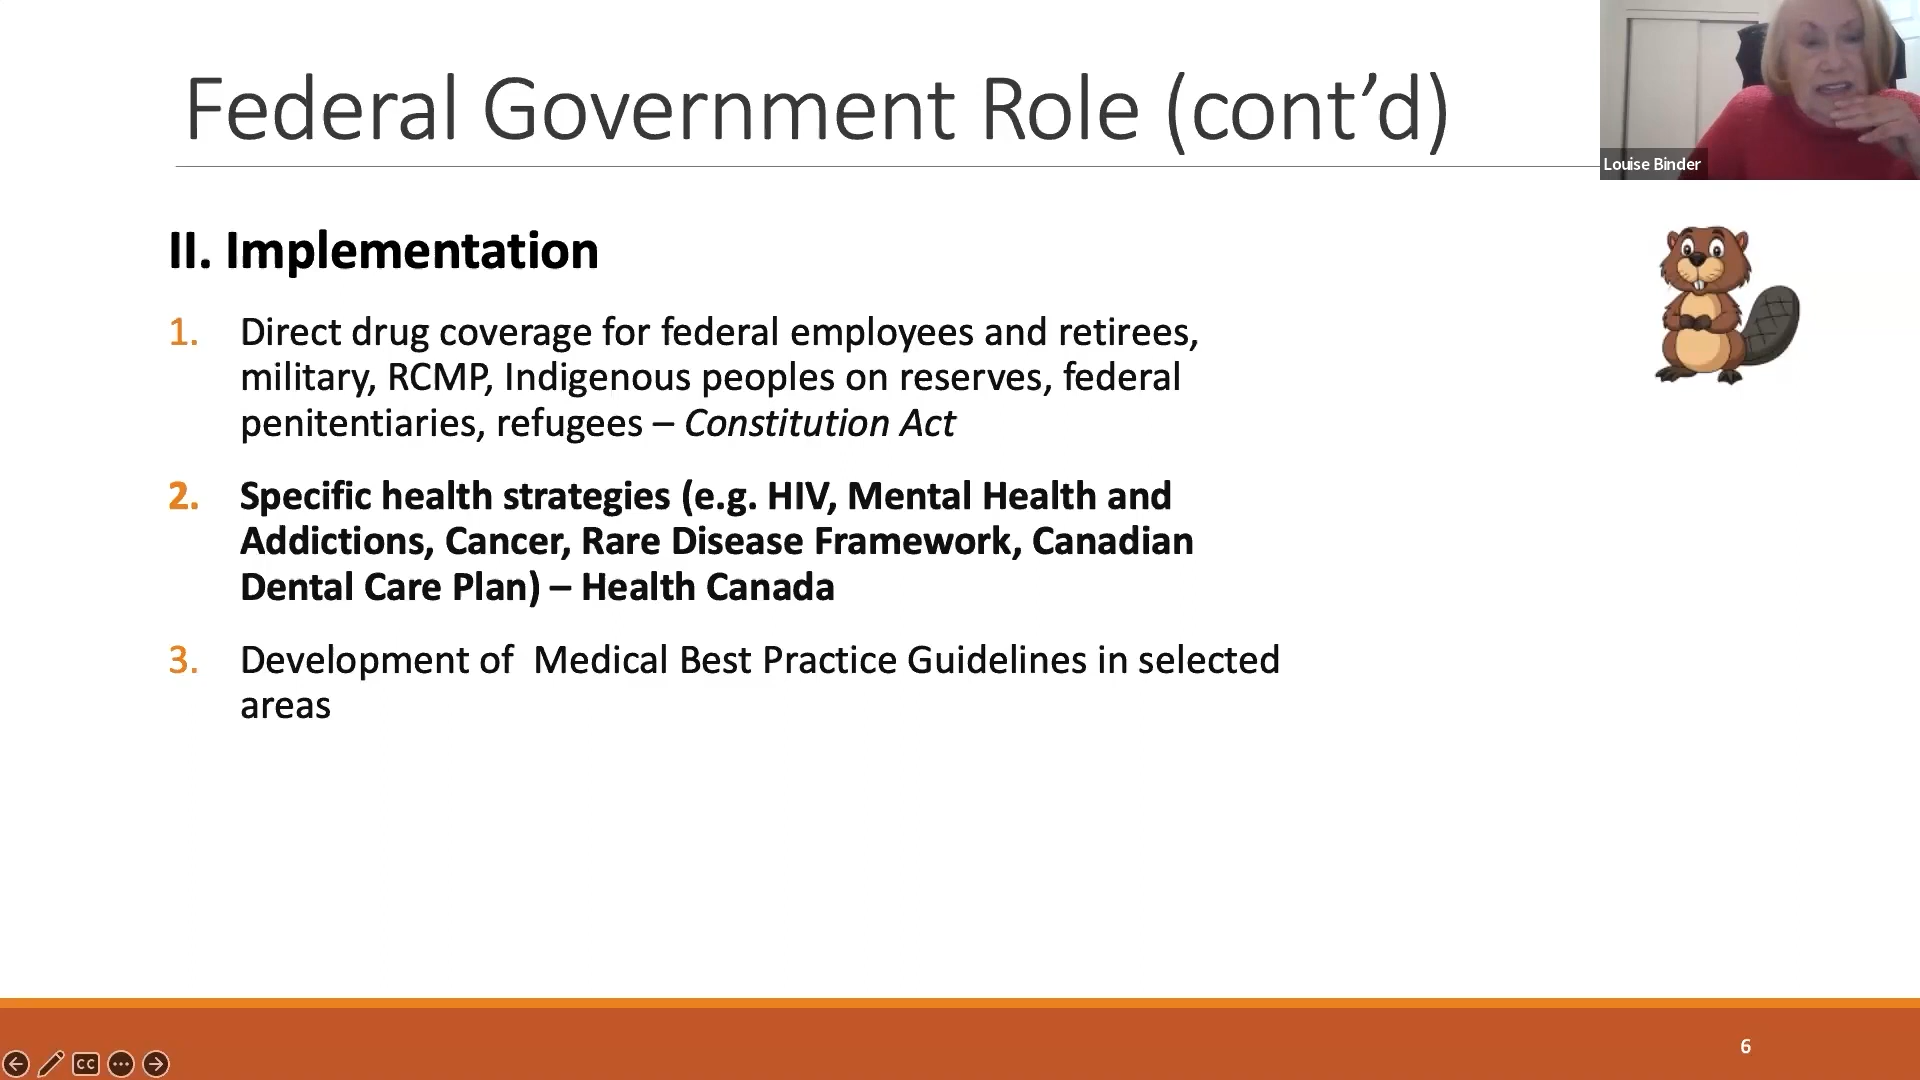 Federal Government Role (cont’d)
Louise Binder
II. Implementation
1. Direct drug coverage for federal employees and retirees,
military, RCMP, Indigenous peoples on reserves, federal
penitentiaries, refugees – Constitution Act
2. Specific health strategies (e.g. HIV, Mental Health and
Addictions, Cancer, Rare Disease Framework, Canadian
Dental Care Plan) – Health Canada
3. Development of  Medical Best Practice Guidelines in selected
areas
6
CC